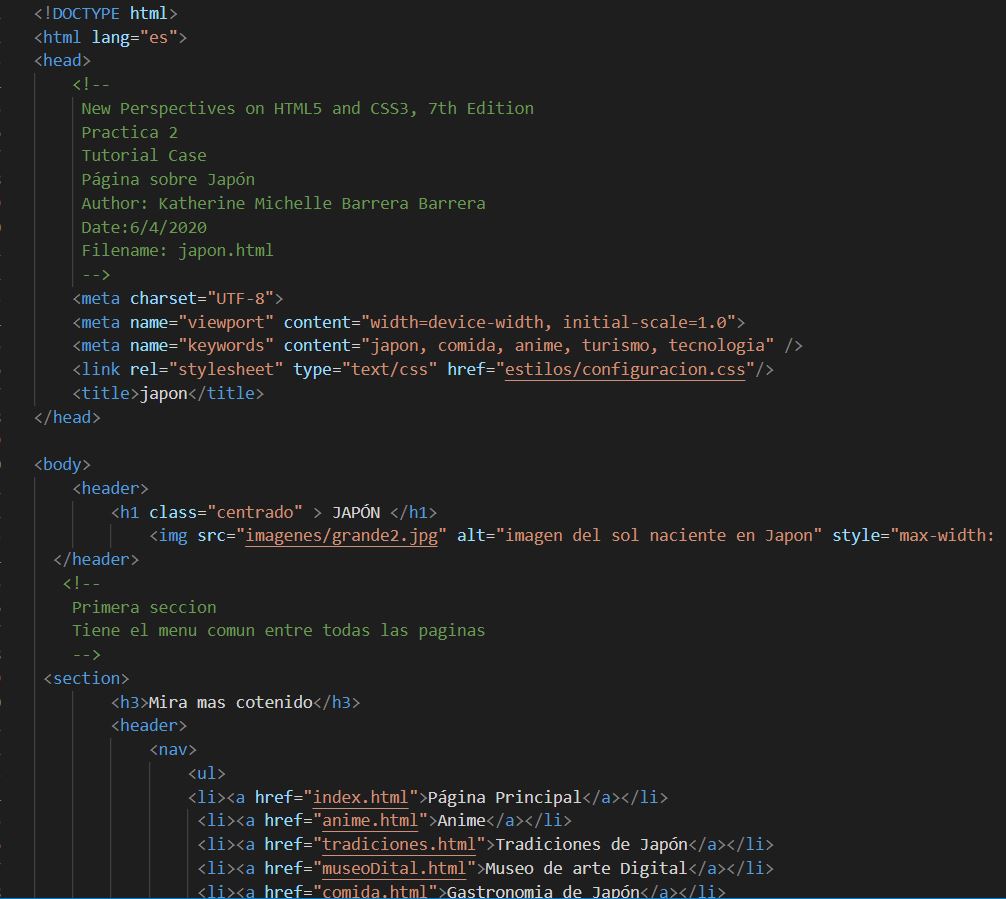 <!DOCTYPE html>
<html lang="es">
<head>
<!--
New Perspectives on HTML5 and CSS3, 7th Edition
Practica 2
Tutorial Case
Página sobre Japón
Author: Katherine Michelle Barrera Barrera
Date:6/4/2020
Filename: japon.html
-->
<meta charset="UTF-8">
<meta name="viewport" content="width=device-width, initial-scale=1.0">
<meta name="keywords" content="japon, comida, anime, turismo, tecnologia" />
<link rel="stylesheet" type="text/css" href="estilos/configuracion.css"/>
<title>japon</title>
</head>
<body>
<header>
<h1 class="centrado" > JAPÓN </h1>
<img src="imagenes/grande2.jpg" alt="imagen del sol naciente en Japon" style="max-width:
</header>
<!--
Primera seccion
Tiene el menu comun entre todas las paginas
-->
<section>
<h3>Mira mas cotenido</h3>
<header>
<nav>
<ul>
<li><a href="index.html">Página Principal</a></li>
<li><a href="anime.html">Anime</a></li>
<li><a href="tradiciones.html">Tradiciones de Japón</a></li>
<li><a href="museoDital.html">Museo de arte Digital</a></li>
<li><a href="comida.html">Gastronomia de Japón</a></li>